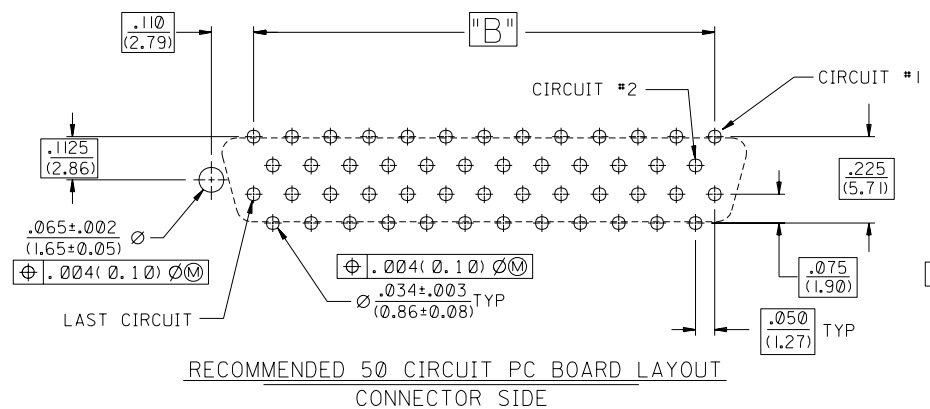 .110
(2.79)
"B"
CIRCUIT #1
CIRCUIT #2
.1125
(2.86)
.225
(5.71)
.065±.002
(1.65±0.05) Ø
⌖ .004(0.10) ØⓂ
⌖ .004(0.10) ØⓂ
Ø .034±.003 TYP
(0.86±0.08)
.075
(1.90)
LAST CIRCUIT
.050 TYP
(1.27)
RECOMMENDED 50 CIRCUIT PC BOARD LAYOUT
CONNECTOR SIDE